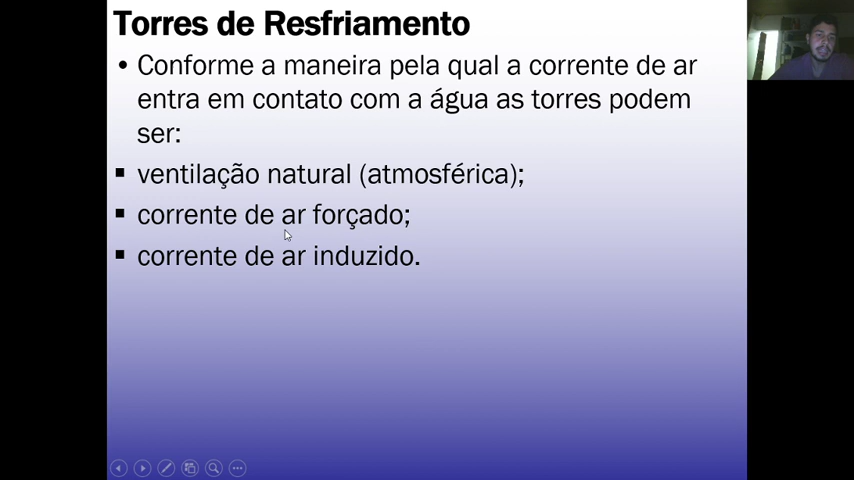 Torres de Resfriamento
• Conforme a maneira pela qual a corrente de ar
entra em contato com a água as torres podem
ser:
▪ ventilação natural (atmosférica);
▪ corrente de ar forçado;
▪ corrente de ar induzido.